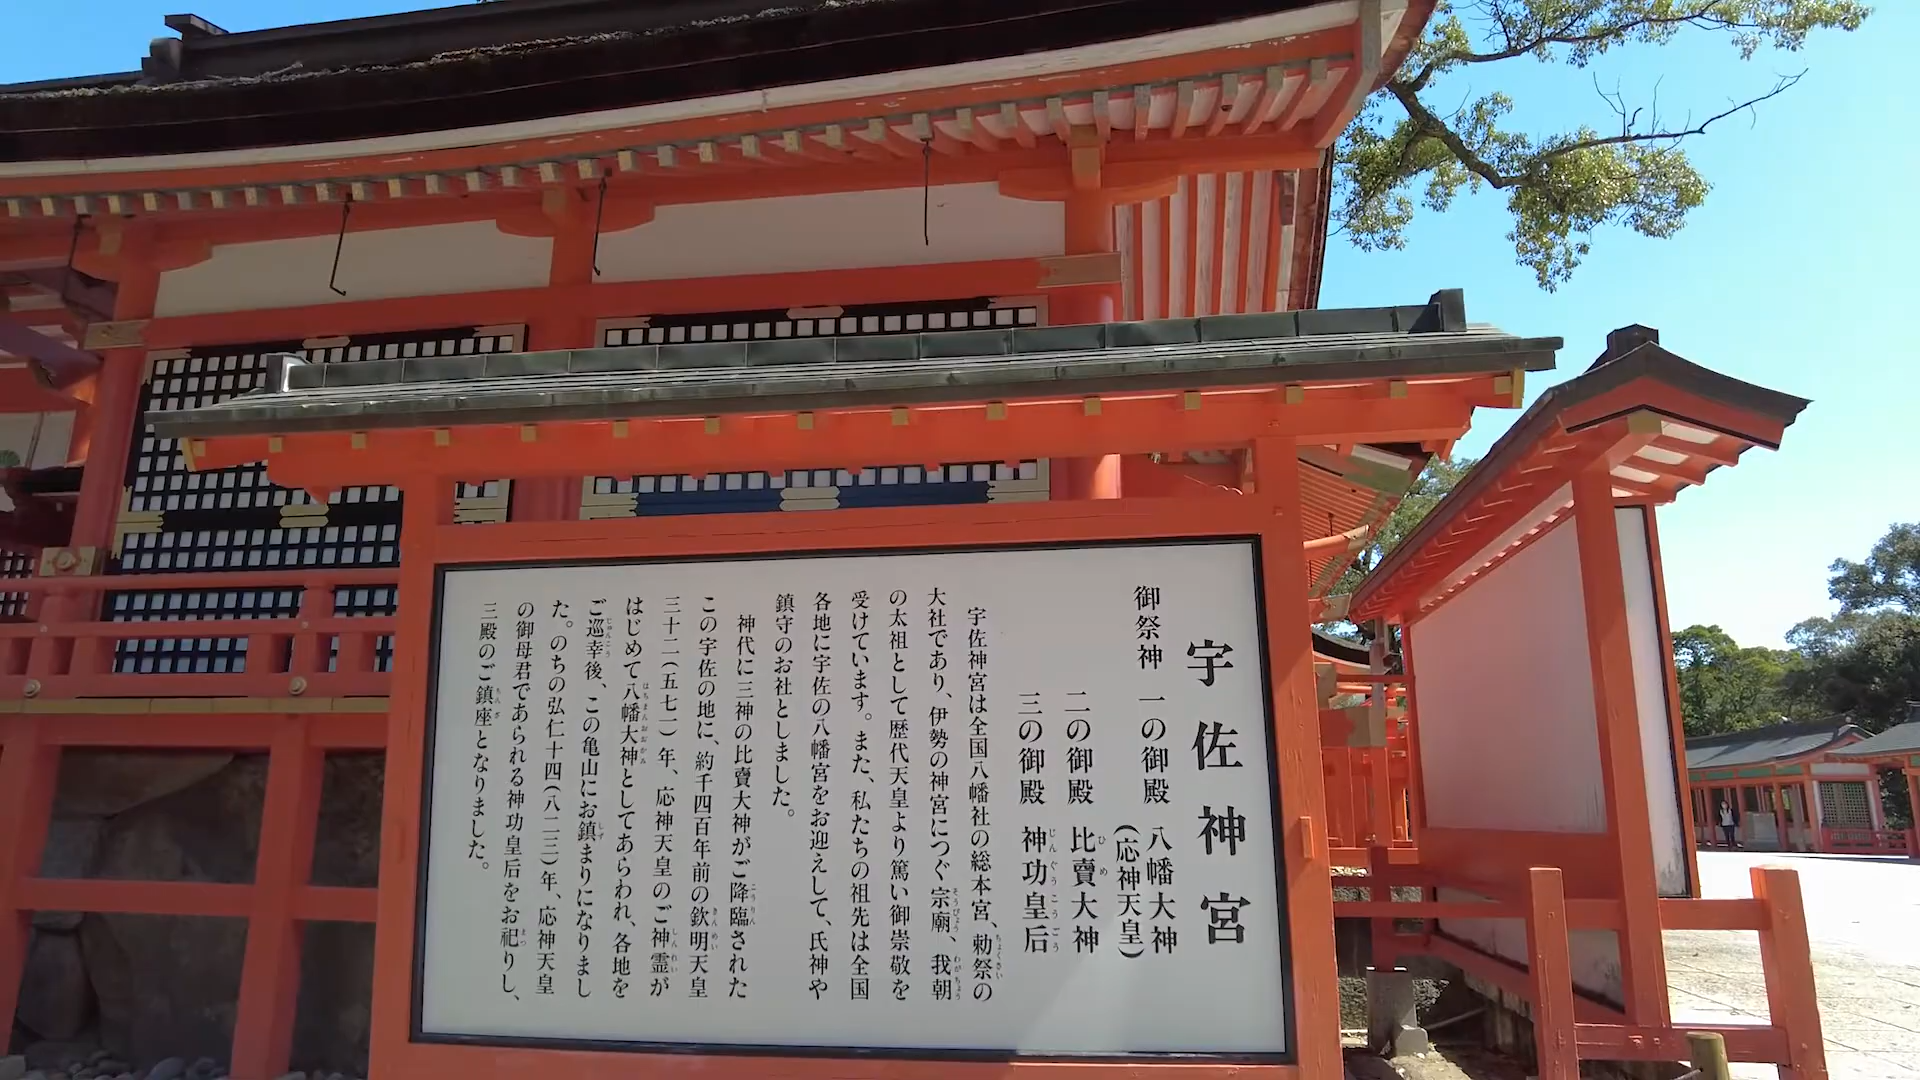 宇佐神宮
御祭神 一の御殿 八幡大神
(応神天皇)
二の御殿 比賣大神
三の御殿 神功皇后
宇佐神宮は全国八幡社の総本宮、勅祭の
大社であり、伊勢の神宮につぐ宗廟、我朝
の太祖として歴代天皇より篤い御崇敬を
受けています。また、私たちの祖先は全国
各地に宇佐の八幡宮をお迎えして、氏神や
鎮守のお社としました。
神代に三神の比賣大神がご降臨された
この宇佐の地に、約千四百年前の欽明天皇
三十二(五七一)年、応神天皇のご神霊が
はじめて八幡大神としてあらわれ、各地を
ご巡幸後、この亀山にお鎮まりになりまし
た。のちの弘仁十四(八二三)年、応神天皇
の御母君であられる神功皇后をお祀りし、
三殿のご鎮座となりました。